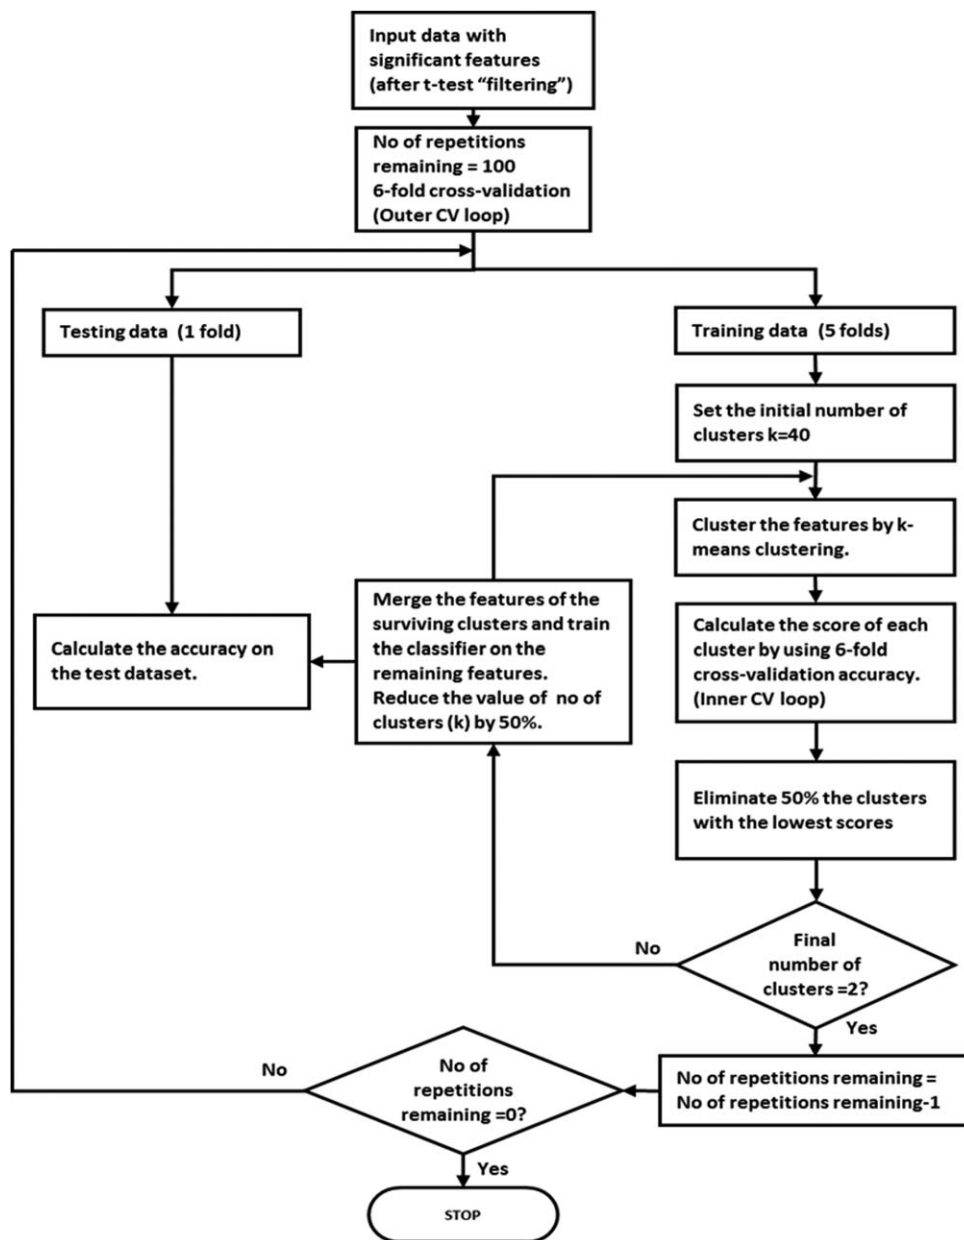 Input data with
significant features
(after t-test “filtering”)
No of repetitions
remaining = 100
6-fold cross-validation
(Outer CV loop)
Testing data (1 fold)
Training data (5 folds)
Set the initial number of
clusters k=40
Cluster the features by k-
means clustering.
Merge the features of the
surviving clusters and train
the classifier on the
remaining features.
Reduce the value of no of
clusters (k) by 50%.
Calculate the accuracy on
the test dataset.
Calculate the score of each
cluster by using 6-fold
cross-validation accuracy.
(Inner CV loop)
Eliminate 50% the clusters
with the lowest scores
No
Final
number of
clusters =2?
Yes
No
No of
repetitions
remaining =0?
No of repetitions remaining =
No of repetitions remaining-1
Yes
STOP